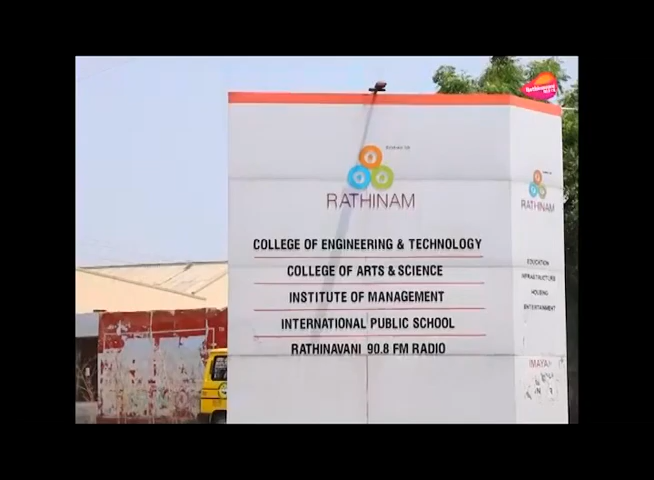 RATHINAM
COLLEGE OF ENGINEERING & TECHNOLOGY
COLLEGE OF ARTS & SCIENCE
INSTITUTE OF MANAGEMENT
INTERNATIONAL PUBLIC SCHOOL
RATHINAVANI 90.8 FM RADIO
RATHINAM
EDUCATION
INFRASTRUCTURE
HOUSING
ENTERTAINMENT